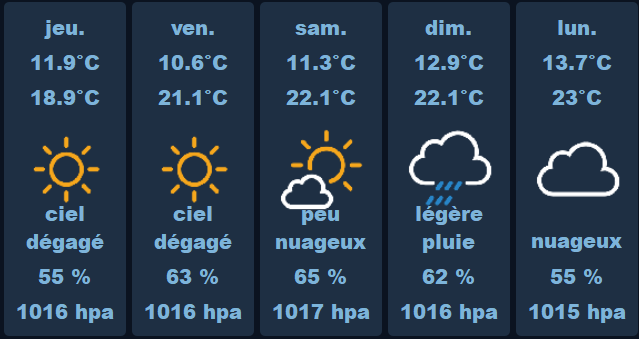 jeu.
11.9°C
18.9°C
ciel
dégagé
55 %
1016 hpa
ven.
10.6°C
21.1°C
ciel
dégagé
63 %
1016 hpa
sam.
11.3°C
22.1°C
peu
nuageux
65 %
1017 hpa
dim.
12.9°C
22.1°C
légère
pluie
62 %
1016 hpa
lun.
13.7°C
23°C
nuageux
55 %
1015 hpa